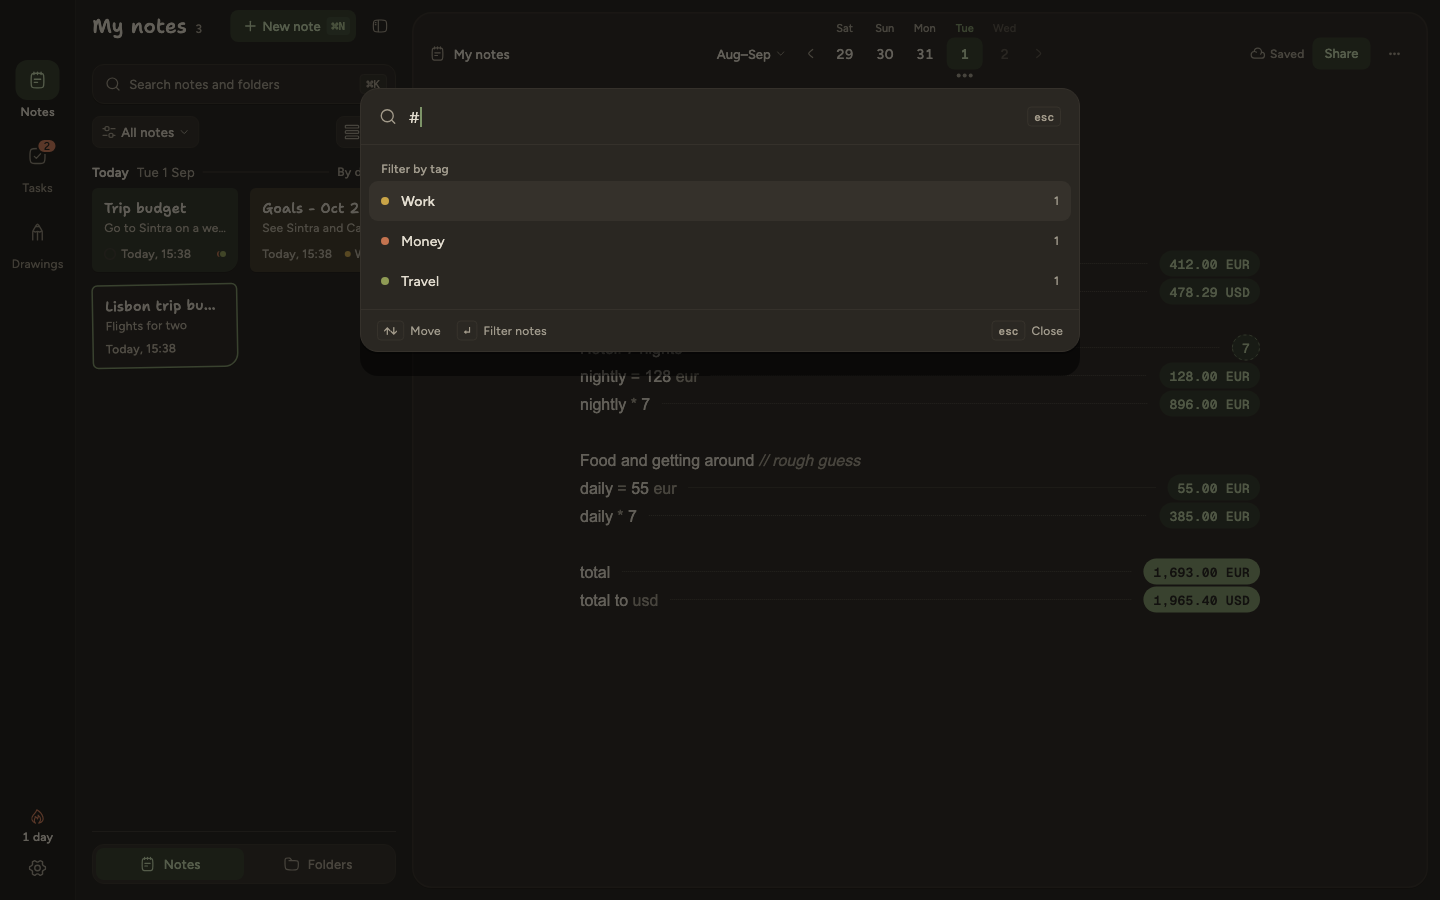 My notes 3
New note ⌘N
Search notes and folders ⌘K
All notes
Today Tue 1 Sep
Trip budget
Go to Sintra on a we...
Today, 15:38
Goals - Oct 2
See Sintra and Ca
Today, 15:38
Lisbon trip bu...
Flights for two
Today, 15:38
Notes
2
Tasks
Drawings
1 day
Notes
Folders
My notes
Aug–Sep
Sat Sun Mon Tue Wed
29 30 31 1 2
Saved
Share
#
esc
Filter by tag
Work 1
Money 1
Travel 1
Move
Filter notes
esc Close
412.00 EUR
478.29 USD
7
nightly = 128 eur 128.00 EUR
nightly * 7 896.00 EUR
Food and getting around // rough guess
daily = 55 eur 55.00 EUR
daily * 7 385.00 EUR
total 1,693.00 EUR
total to usd 1,965.40 USD